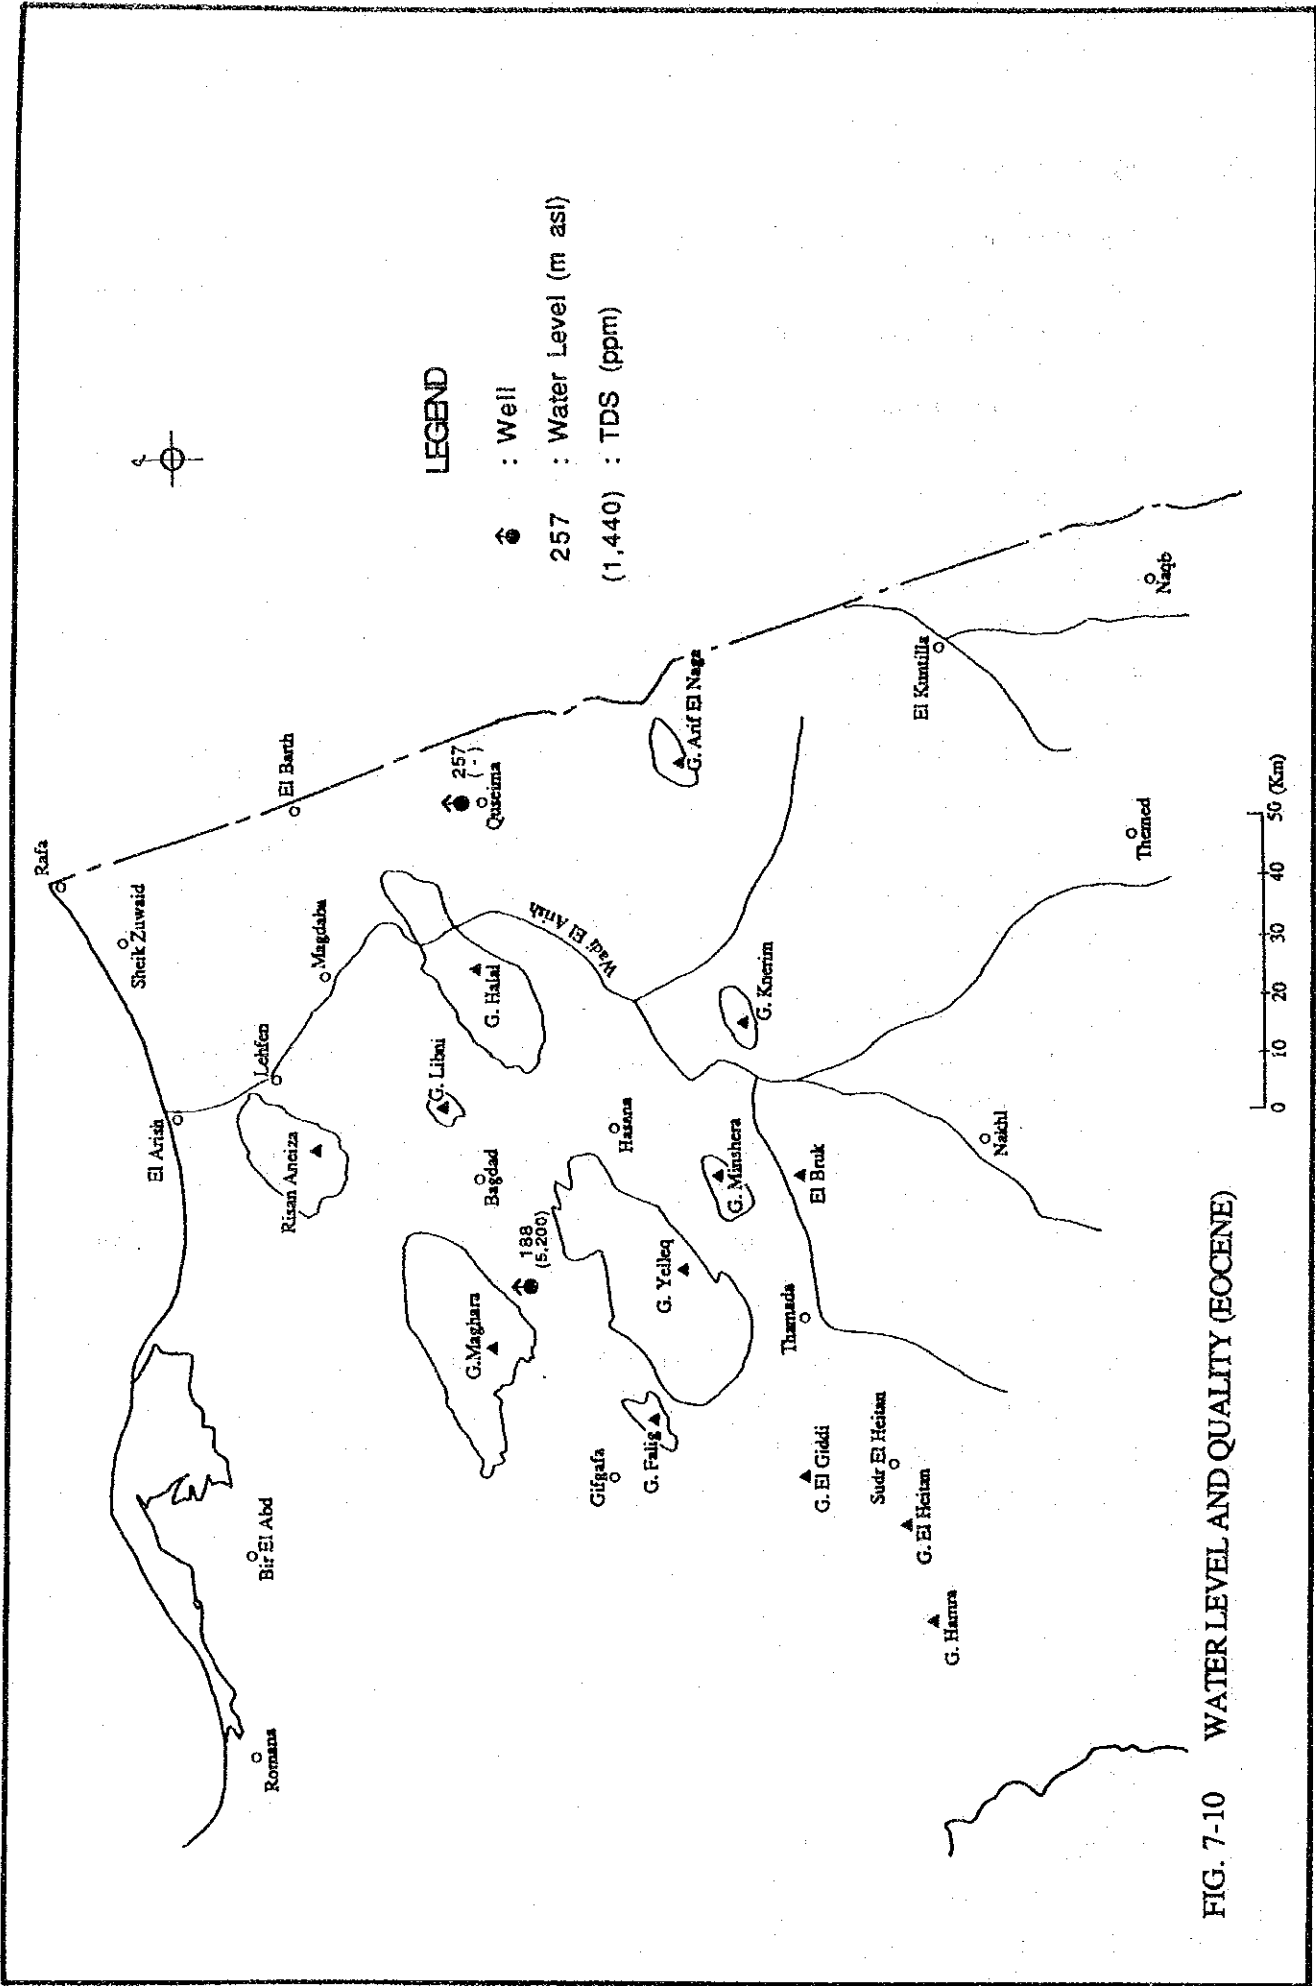 Rafa
Sheik Zuwaid
El Arish
Lehfen
El Barth
Magdaba
Risan Aneiza
Bir El Abd
Romana
LEGEND
: Well
257 : Water Level (m asl)
(1,440) : TDS (ppm)
G. Libni
G. Halal
257
(-)
Quseima
Bagdad
188
(5,200)
G.Maghara
Wadi El Arish
Hasana
Gifgafa
G. Falig
G. Yelleq
G. Arif El Naga
G. Minshera
G. Kherim
El Bruk
Thamada
G. El Giddi
Sudr El Heitan
G. El Heitan
G. Hamra
El Kuntilla
Nakhl
Themed
Naqb
0 10 20 30 40 50 (Km)
FIG. 7-10 WATER LEVEL AND QUALITY (EOCENE)